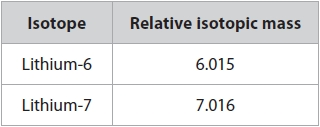 Isotope Relative isotopic mass
Lithium-6 6.015
Lithium-7 7.016